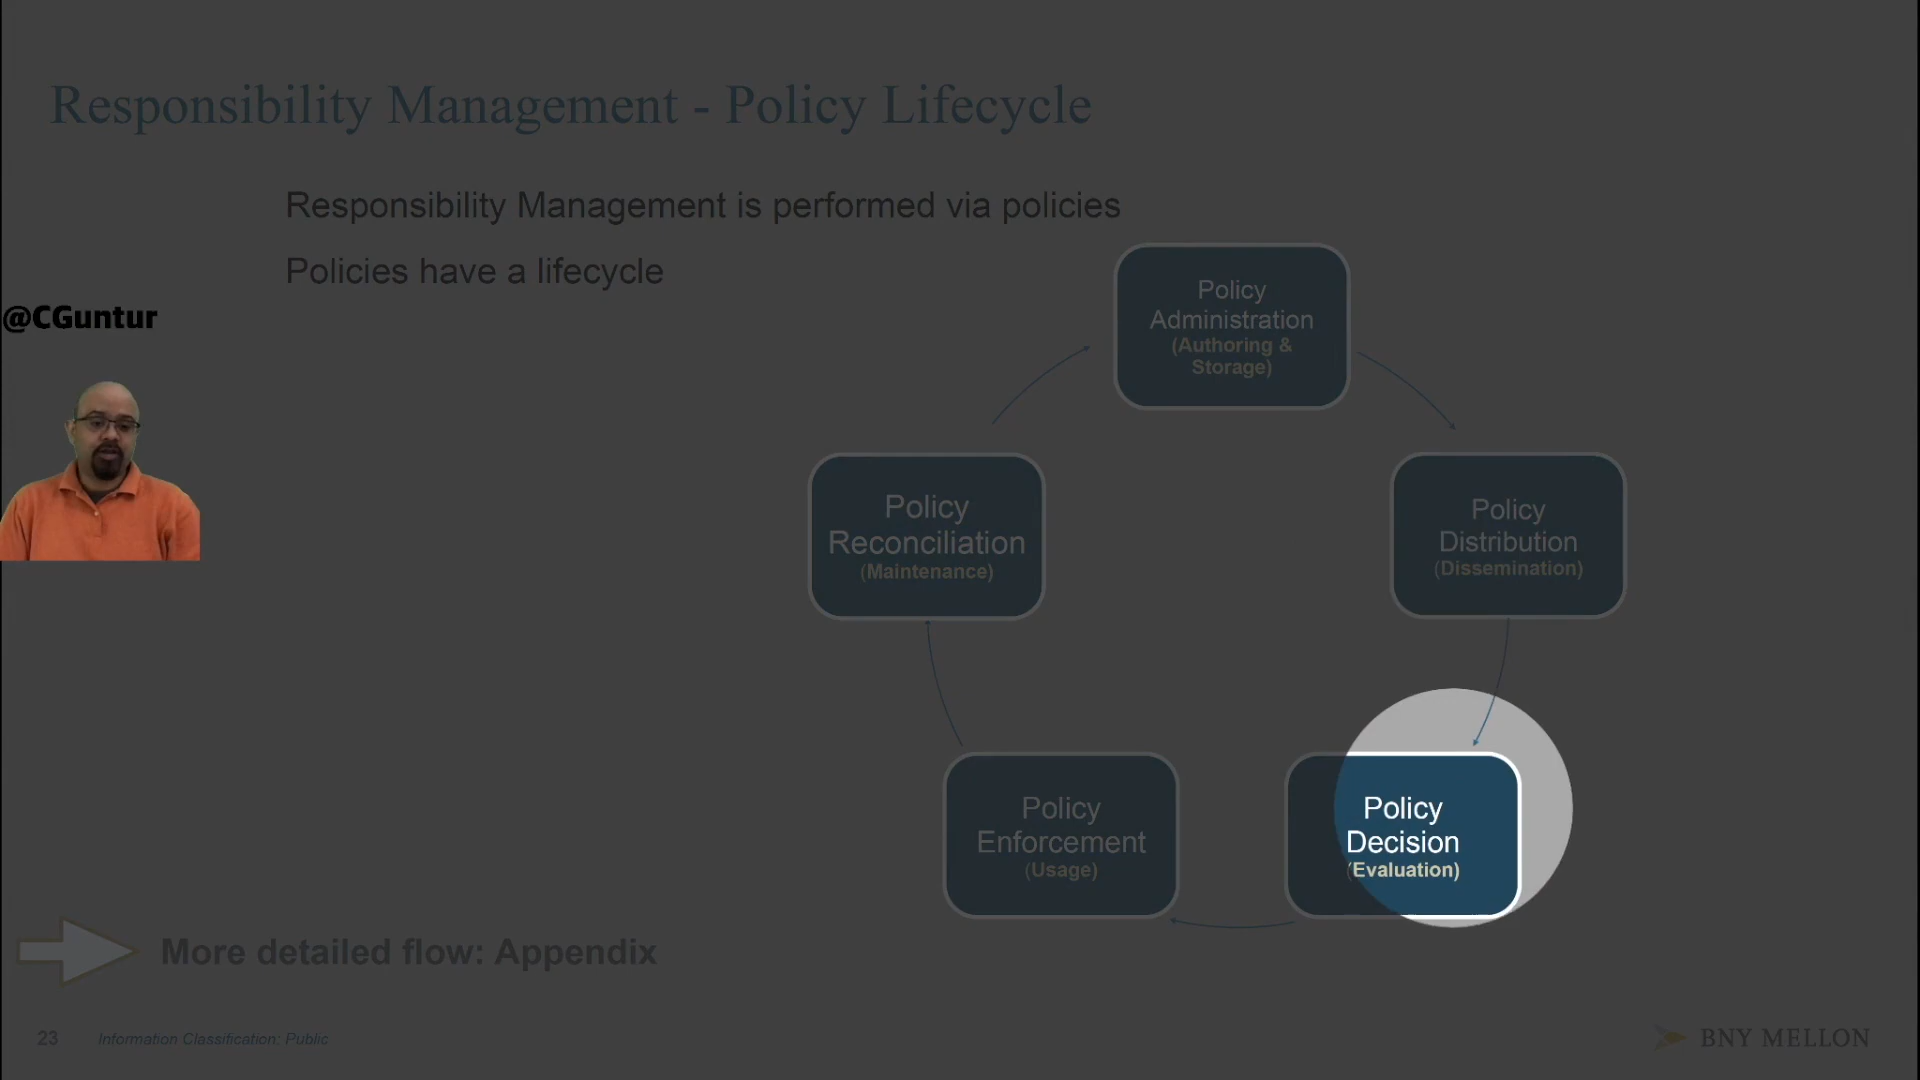 Responsibility Management - Policy Lifecycle
Responsibility Management is performed via policies
Policies have a lifecycle
@CGuntur
Policy
Administration
(Authoring &
Storage)
Policy
Distribution
(Dissemination)
Policy
Decision
(Evaluation)
Policy
Enforcement
(Usage)
Policy
Reconciliation
(Maintenance)
More detailed flow: Appendix
23
Information Classification: Public
BNY MELLON